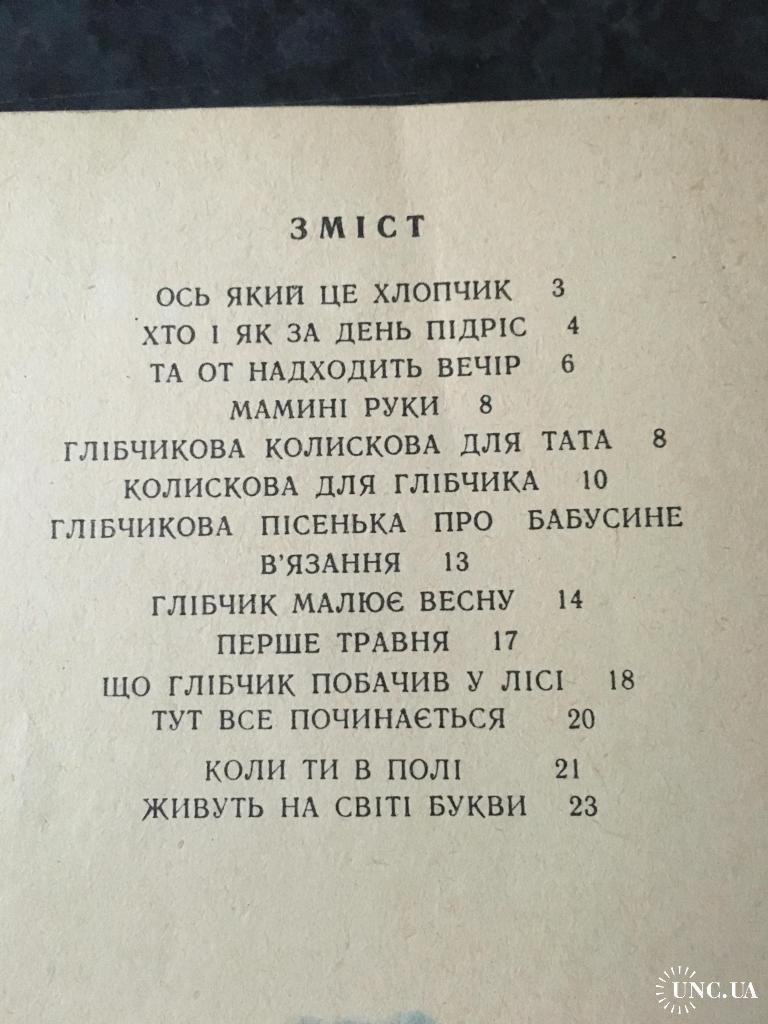 ЗМІСТ
ОСЬ ЯКИЙ ЦЕ ХЛОПЧИК 3
ХТО І ЯК ЗА ДЕНЬ ПІДРІС 4
ТА ОТ НАДХОДИТЬ ВЕЧІР 6
МАМИНІ РУКИ 8
ГЛІБЧИКОВА КОЛИСКОВА ДЛЯ ТАТА 8
КОЛИСКОВА ДЛЯ ГЛІБЧИКА 10
ГЛІБЧИКОВА ПІСЕНЬКА ПРО БАБУСИНЕ
В'ЯЗАННЯ 13
ГЛІБЧИК МАЛЮЄ ВЕСНУ 14
ПЕРШЕ ТРАВНЯ 17
ЩО ГЛІБЧИК ПОБАЧИВ У ЛІСІ 18
ТУТ ВСЕ ПОЧИНАЄТЬСЯ 20
КОЛИ ТИ В ПОЛІ 21
ЖИВУТЬ НА СВІТІ БУКВИ 23
UNC.UA